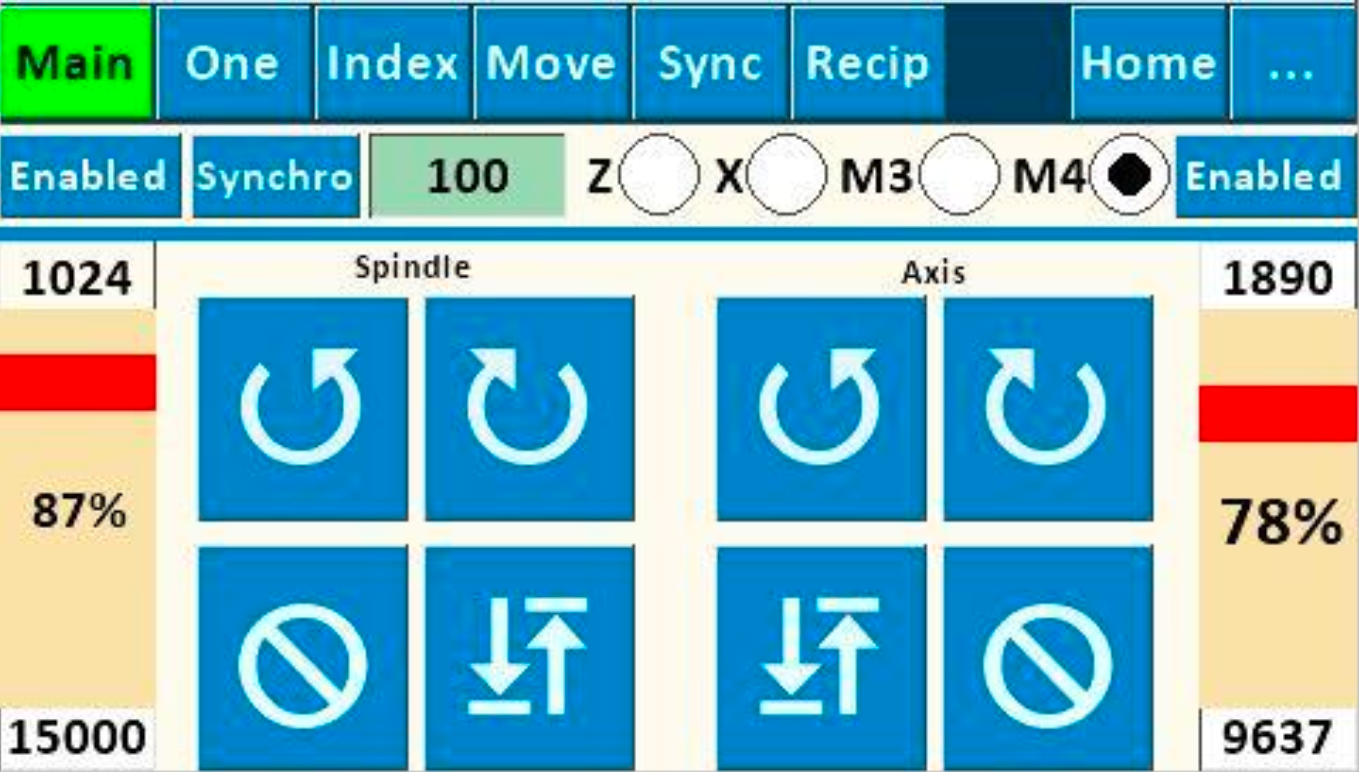 Main One Index Move Sync Recip Home ...
Enabled Synchro 100 Z X M3 M4 Enabled
1024 Spindle Axis 1890
87% 78%
15000 9637